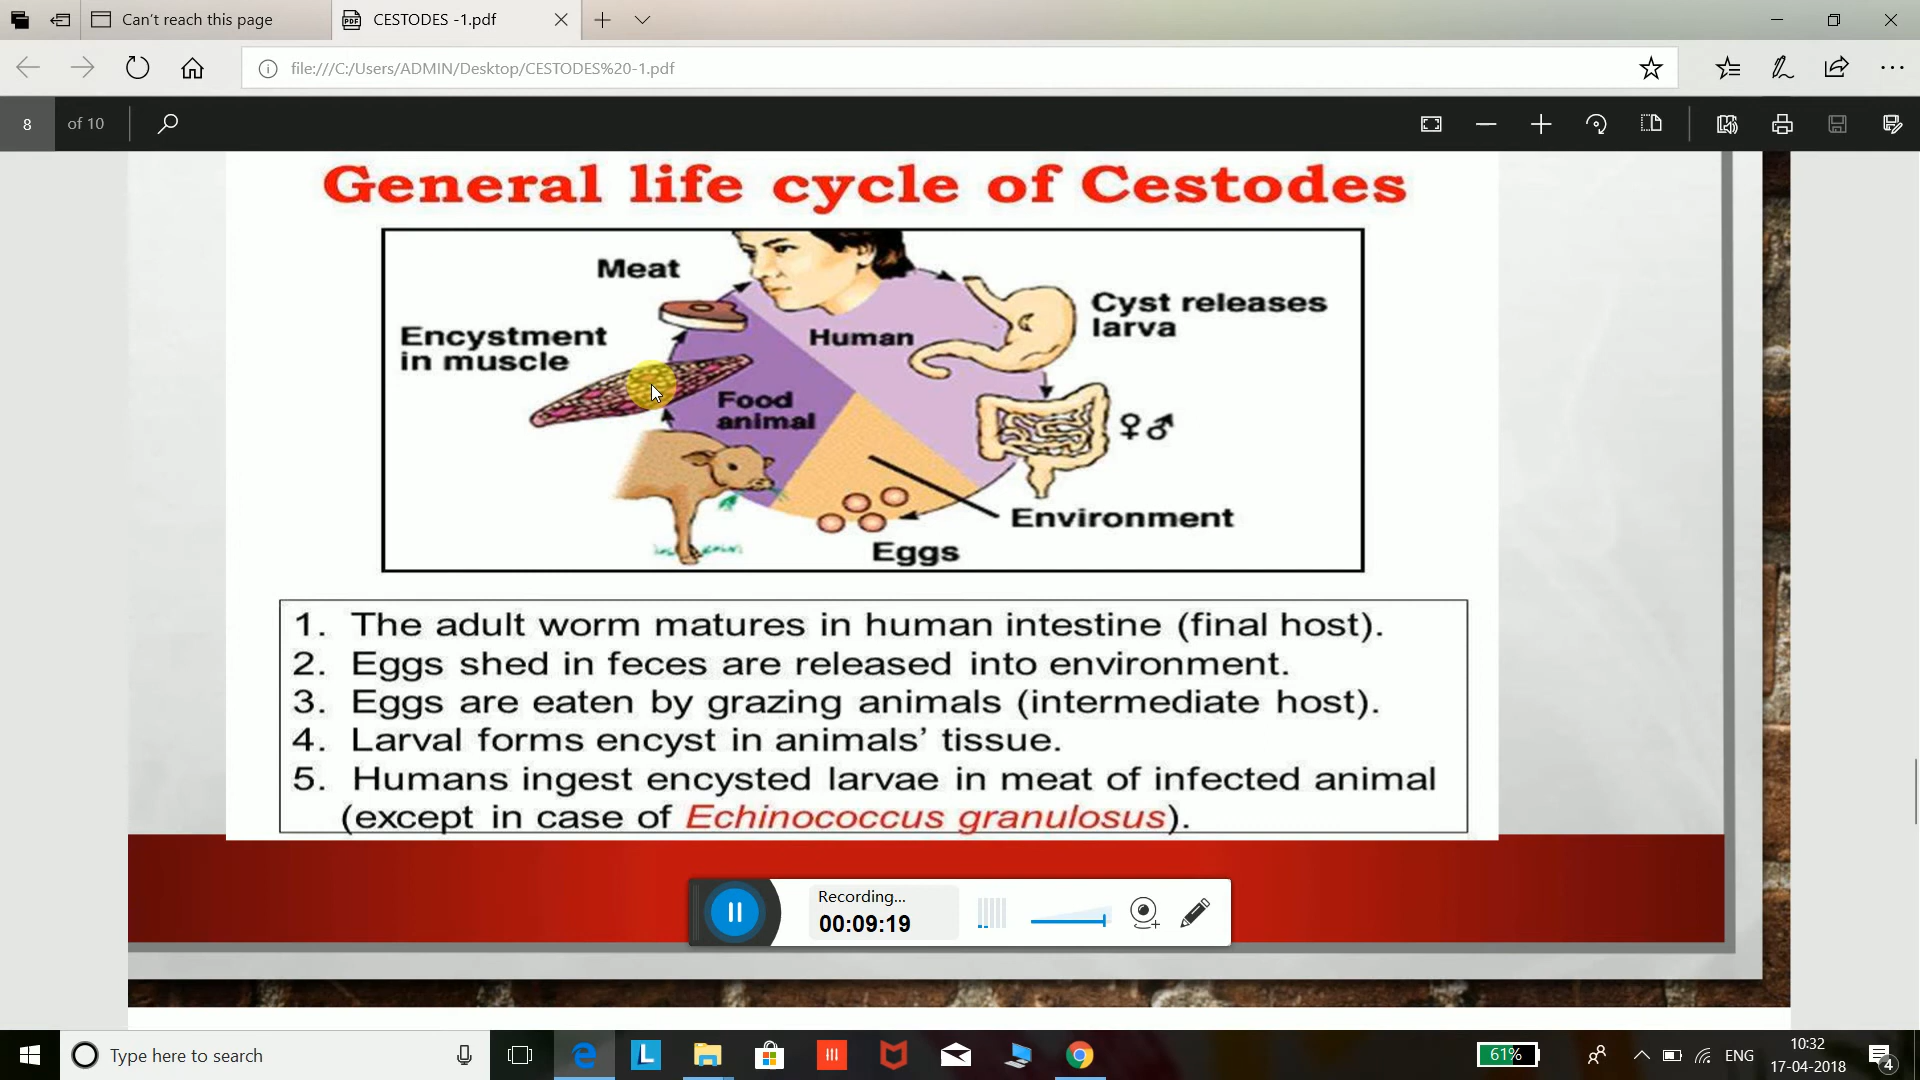 Can't reach this page
CESTODES -1.pdf
file:///C:/Users/ADMIN/Desktop/CESTODES%20-1.pdf
8 of 10
General life cycle of Cestodes
Meat
Encystment
in muscle
Human
Cyst releases
larva
Food
animal
♀♂
Environment
Eggs
1. The adult worm matures in human intestine (final host).
2. Eggs shed in feces are released into environment.
3. Eggs are eaten by grazing animals (intermediate host).
4. Larval forms encyst in animals' tissue.
5. Humans ingest encysted larvae in meat of infected animal
(except in case of Echinococcus granulosus).
Recording...
00:09:19
Type here to search
61%
ENG
10:32
17-04-2018
4